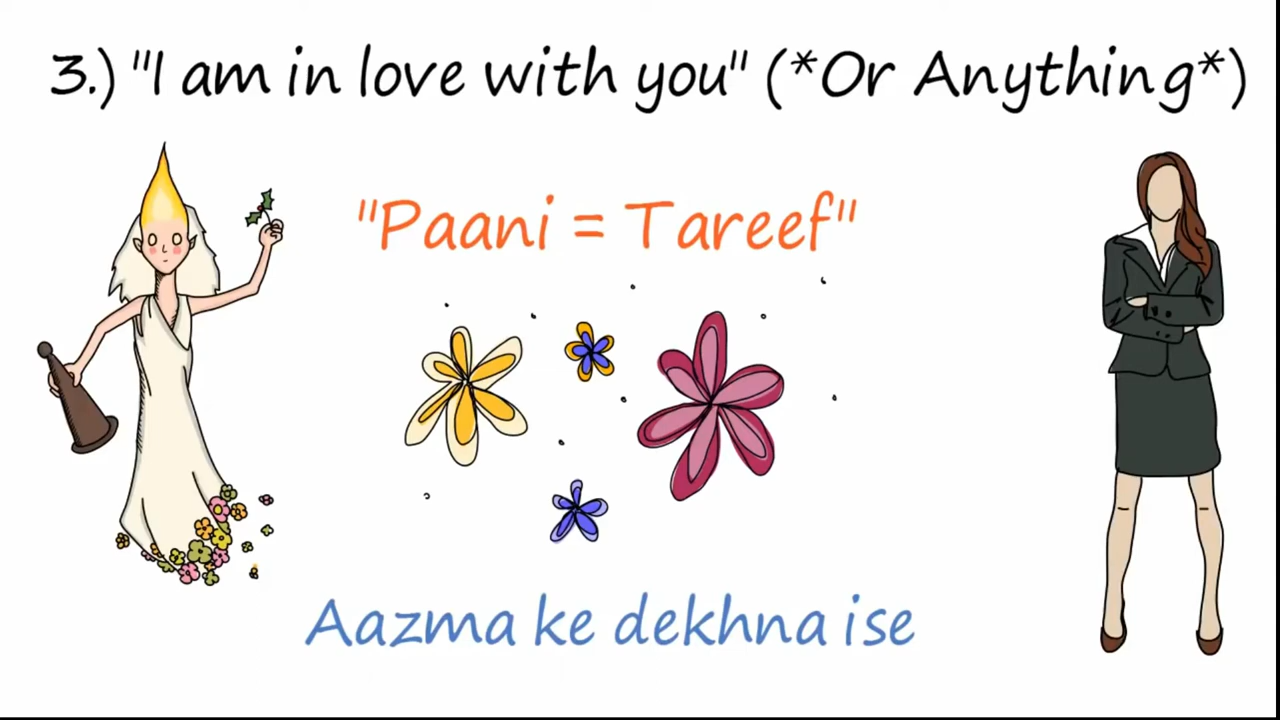 3.) "I am in love with you" (*Or Anything*)
"Paani = Tareef"
Aazma ke dekhna ise